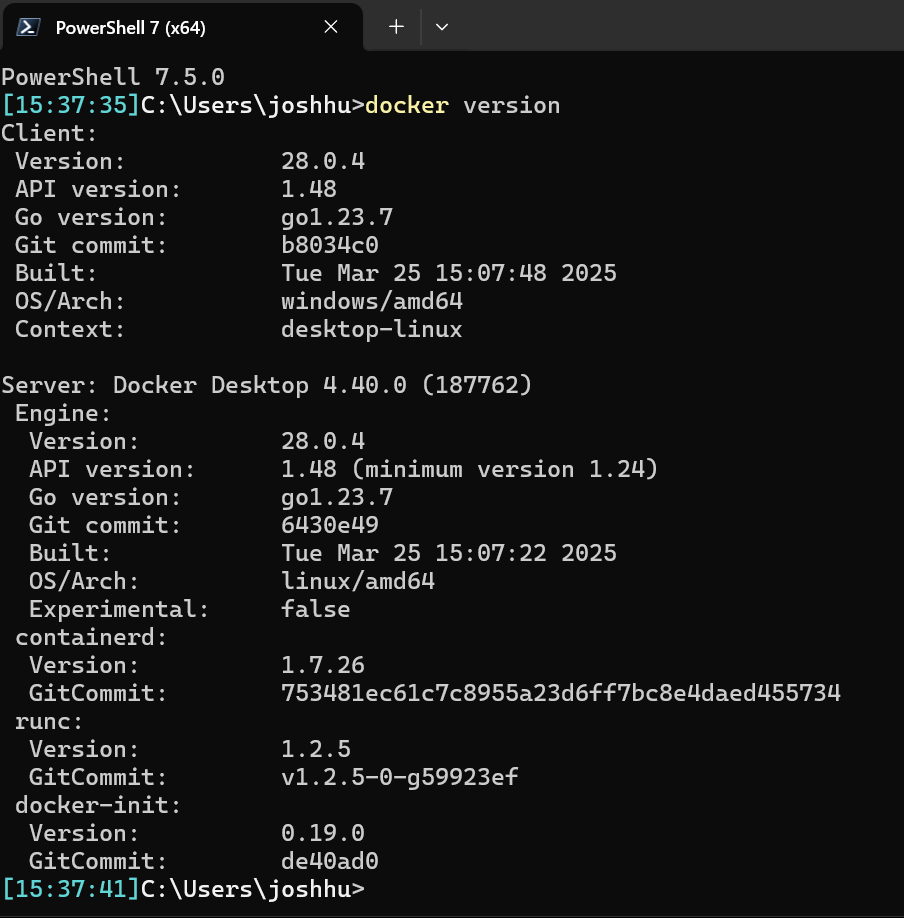 PowerShell 7 (x64)
PowerShell 7.5.0
[15:37:35]C:\Users\joshhu>docker version
Client:
 Version:           28.0.4
 API version:       1.48
 Go version:        go1.23.7
 Git commit:        b8034c0
 Built:             Tue Mar 25 15:07:48 2025
 OS/Arch:           windows/amd64
 Context:           desktop-linux

Server: Docker Desktop 4.40.0 (187762)
 Engine:
  Version:          28.0.4
  API version:      1.48 (minimum version 1.24)
  Go version:       go1.23.7
  Git commit:       6430e49
  Built:            Tue Mar 25 15:07:22 2025
  OS/Arch:          linux/amd64
  Experimental:     false
 containerd:
  Version:          1.7.26
  GitCommit:        753481ec61c7c8955a23d6ff7bc8e4daed455734
 runc:
  Version:          1.2.5
  GitCommit:        v1.2.5-0-g59923ef
 docker-init:
  Version:          0.19.0
  GitCommit:        de40ad0
[15:37:41]C:\Users\joshhu>